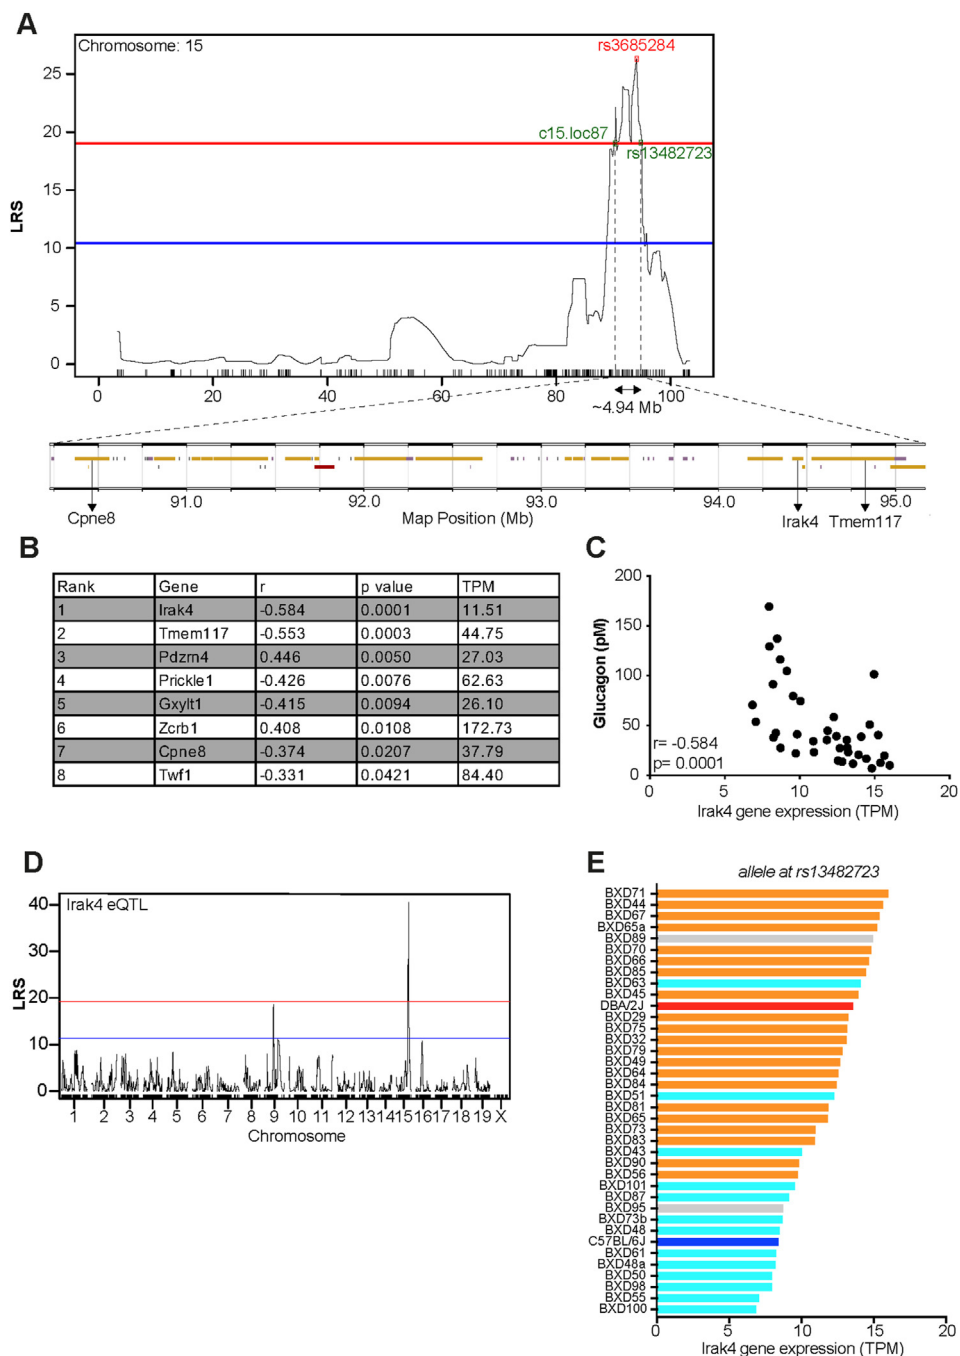 A
Chromosome: 15
rs3685284
c15.loc87
rs13482723
LRS
25
20
15
10
5
0
0 20 40 60 80 100
~4.94 Mb
91.0 92.0 93.0 94.0 95.0
Cpne8 Map Position (Mb) Irak4 Tmem117
B
Rank Gene r p value TPM
1 Irak4 -0.584 0.0001 11.51
2 Tmem117 -0.553 0.0003 44.75
3 Pdzrn4 0.446 0.0050 27.03
4 Prickle1 -0.426 0.0076 62.63
5 Gxylt1 -0.415 0.0094 26.10
6 Zcrb1 0.408 0.0108 172.73
7 Cpne8 -0.374 0.0207 37.79
8 Twf1 -0.331 0.0421 84.40
C
Glucagon (pM)
200
150
100
50
0
r= -0.584
p= 0.0001
0 5 10 15 20
Irak4 gene expression (TPM)
D
Irak4 eQTL
LRS
40
30
20
10
0
1 2 3 4 5 6 7 8 9 10 11 12 13 14 15 16 17 18 19 X
Chromosome
E
allele at rs13482723
BXD71
BXD44
BXD67
BXD65a
BXD89
BXD70
BXD66
BXD85
BXD63
BXD45
DBA/2J
BXD29
BXD75
BXD32
BXD79
BXD49
BXD64
BXD84
BXD51
BXD81
BXD65
BXD73
BXD83
BXD43
BXD90
BXD56
BXD101
BXD87
BXD95
BXD73b
BXD48
C57BL/6J
BXD61
BXD48a
BXD50
BXD98
BXD55
BXD100
0 5 10 15 20
Irak4 gene expression (TPM)